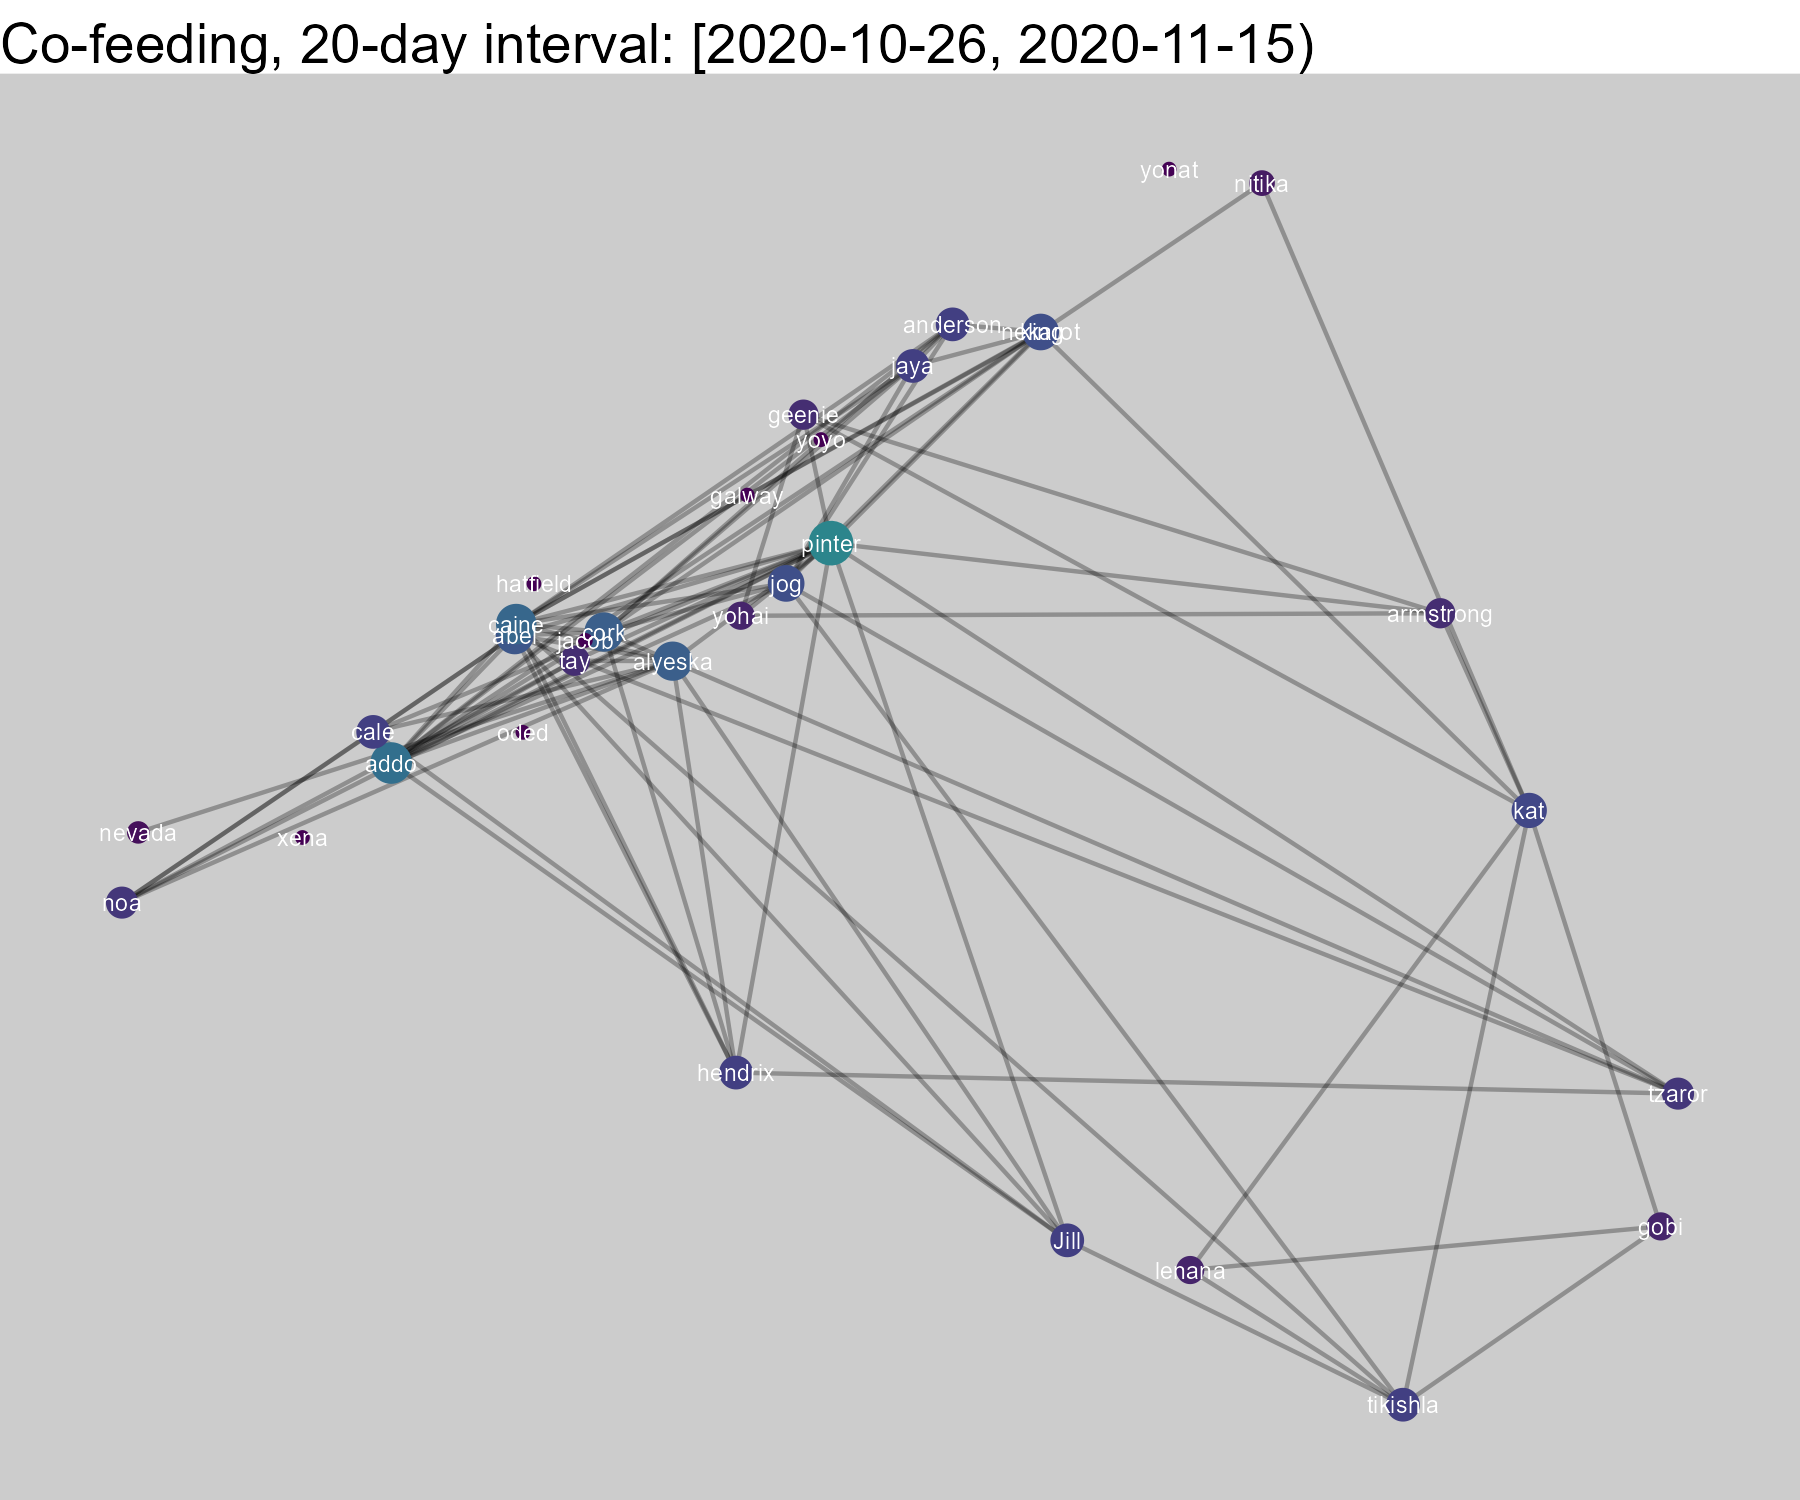 Co-feeding, 20-day interval: [2020-10-26, 2020-11-15)
yonat
nitika
anderson
jaya
geenie
yoyo
galway
pinter
hatfield
jog
caine
abel
cork
jacob
tay
yohai
alyeska
armstrong
cale
oded
addo
kat
nevada
xena
noa
hendrix
tzaror
Jill
gobi
lenana
tikishla